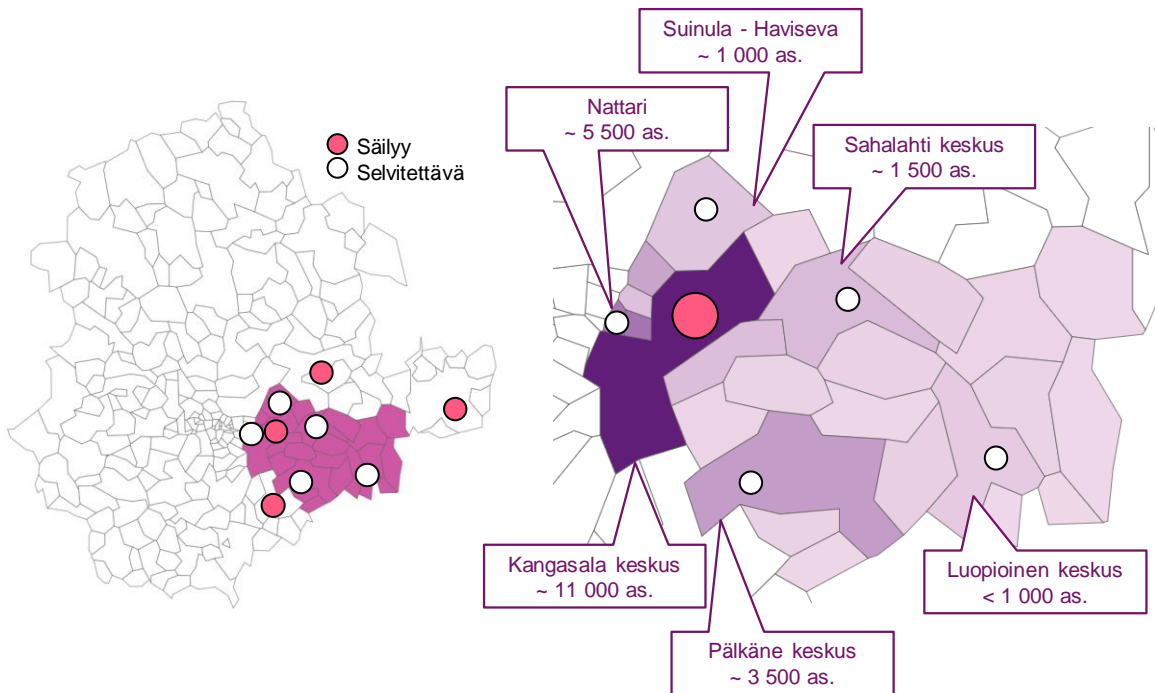 Suinula - Haviseva
~ 1 000 as.
Nattari
~ 5 500 as.
Säilyy
Selvitettävä
Sahalahti keskus
~ 1 500 as.
Kangasala keskus
~ 11 000 as.
Luopioinen keskus
< 1 000 as.
Pälkäne keskus
~ 3 500 as.